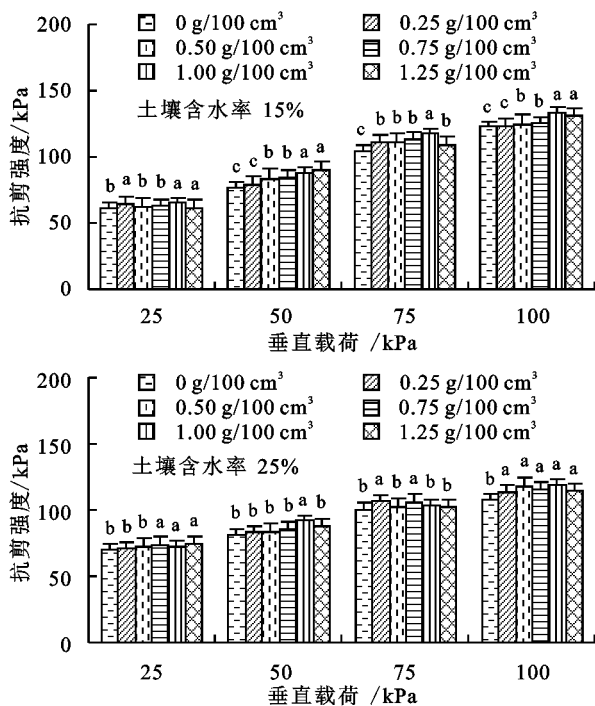 200
0 g/100 cm³
0.25 g/100 cm³
0.50 g/100 cm³
0.75 g/100 cm³
1.00 g/100 cm³
1.25 g/100 cm³
150
土壤含水率 15%
100
50
0
抗剪强度/kPa
b a b b a a
c c b b a a
c b b b a b
c c b b a a
25 50 75 100
垂直载荷 /kPa
200
0 g/100 cm³
0.25 g/100 cm³
0.50 g/100 cm³
0.75 g/100 cm³
1.00 g/100 cm³
1.25 g/100 cm³
150
土壤含水率 25%
100
50
0
抗剪强度/kPa
b b b a a a
b b b b a b
b a b a b b
b a a a a a
25 50 75 100
垂直载荷 /kPa